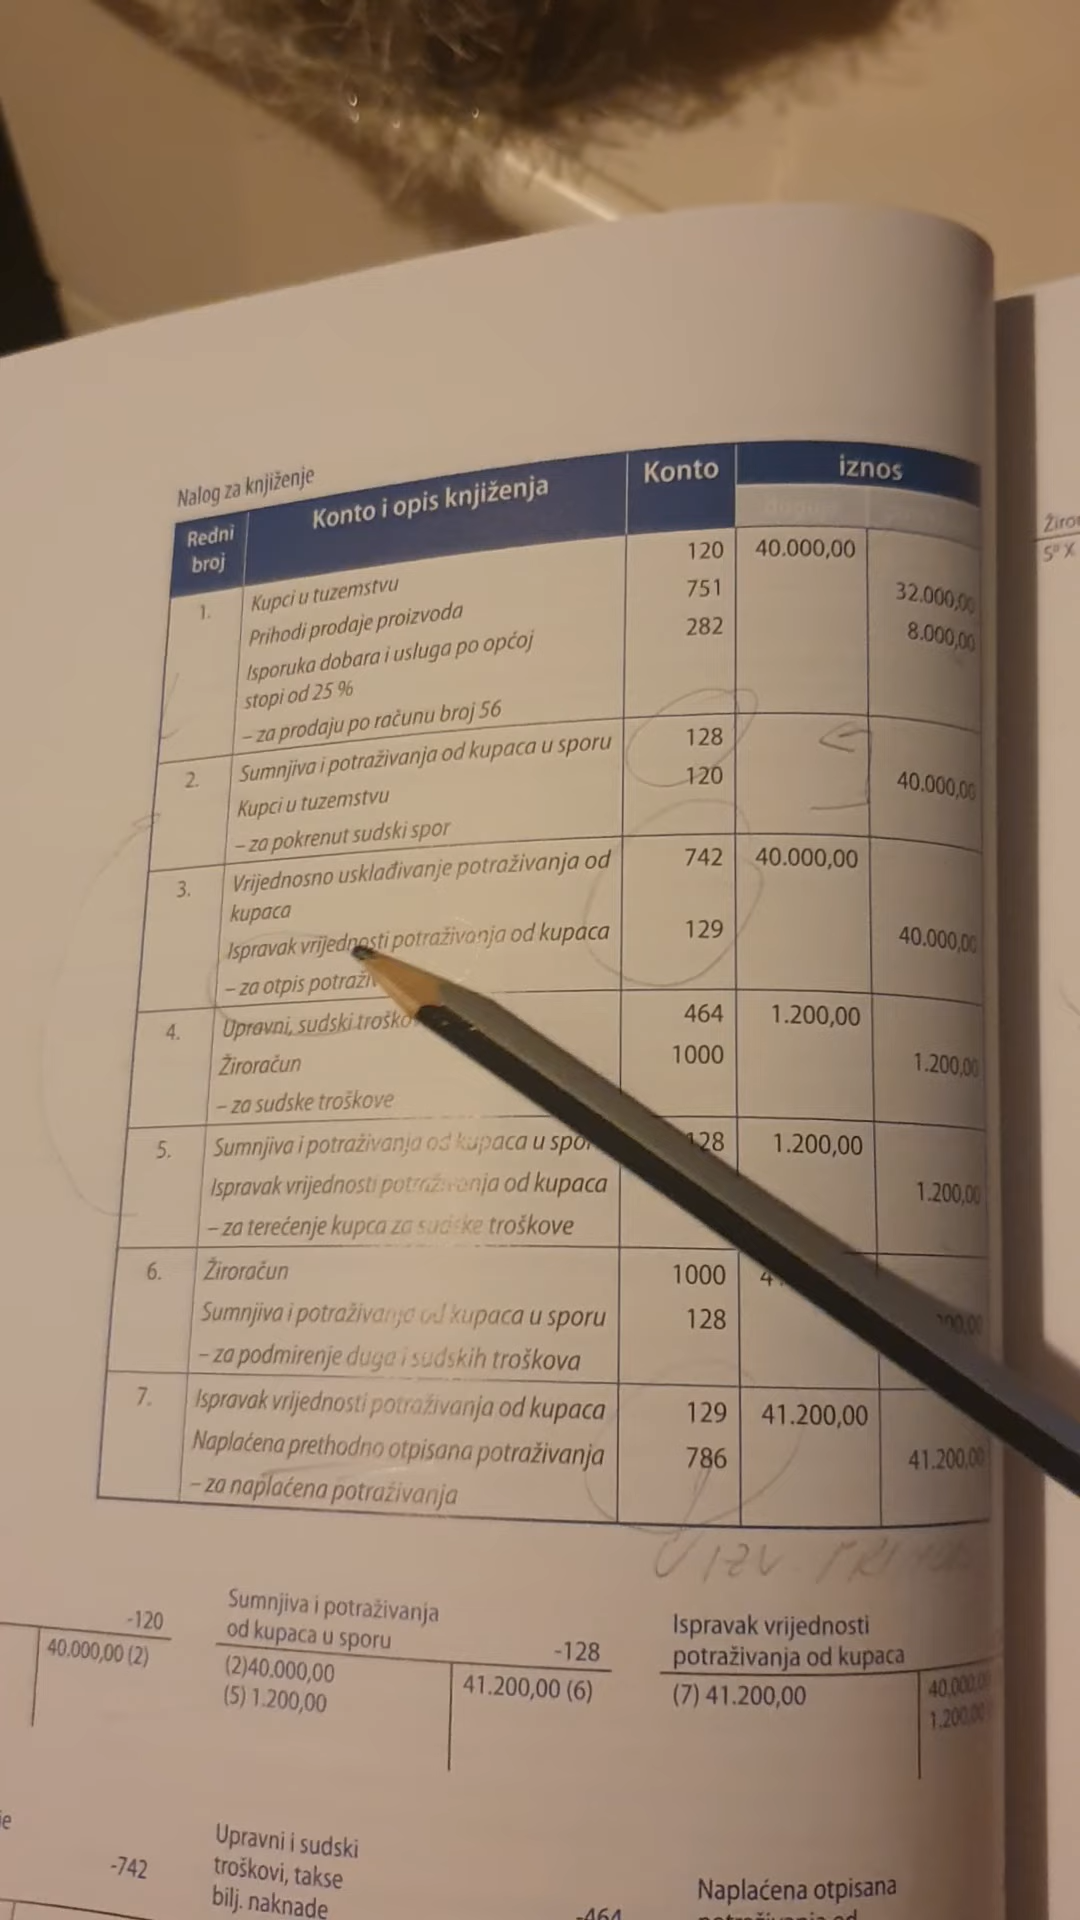 Nalog za knjiženje
Redni broj
Konto i opis knjiženja
Konto
iznos
1.
Kupci u tuzemstvu
120
40.000,00
Prihodi prodaje proizvoda
751
32.000,00
Isporuka dobara i usluga po općoj
282
8.000,00
stopi od 25 %
– za prodaju po računu broj 56
2.
Sumnjiva i potraživanja od kupaca u sporu
128
Kupci u tuzemstvu
120
40.000,00
– za pokrenut sudski spor
3.
Vrijednosno usklađivanje potraživanja od
742
40.000,00
kupaca
Ispravak vrijednosti potraživanja od kupaca
129
40.000,00
– za otpis
4.
Upravni, sudski
464
1.200,00
Žiroračun
1000
1.200,00
– za sudske troškove
5.
Sumnjiva i potraživanja od kupaca u
128
1.200,00
Ispravak vrijednosti potraživanja od kupaca
1.200,00
– za terećenje kupca za sudske troškove
6.
Žiroračun
1000
Sumnjiva i potraživanja od kupaca u sporu
128
– za podmirenje duga i sudskih troškova
7.
Ispravak vrijednosti potraživanja od kupaca
129
41.200,00
Naplaćena prethodno otpisana potraživanja
786
41.200,00
– za naplaćena potraživanja
-120
40.000,00 (2)
Sumnjiva i potraživanja
od kupaca u sporu
-128
(2)40.000,00
41.200,00 (6)
(5) 1.200,00
Ispravak vrijednosti
potraživanja od kupaca
(7) 41.200,00
40.000,00
1.200,00
-742
Upravni i sudski
troškovi, takse
bilj. naknade
-464
Naplaćena otpisana
5° X